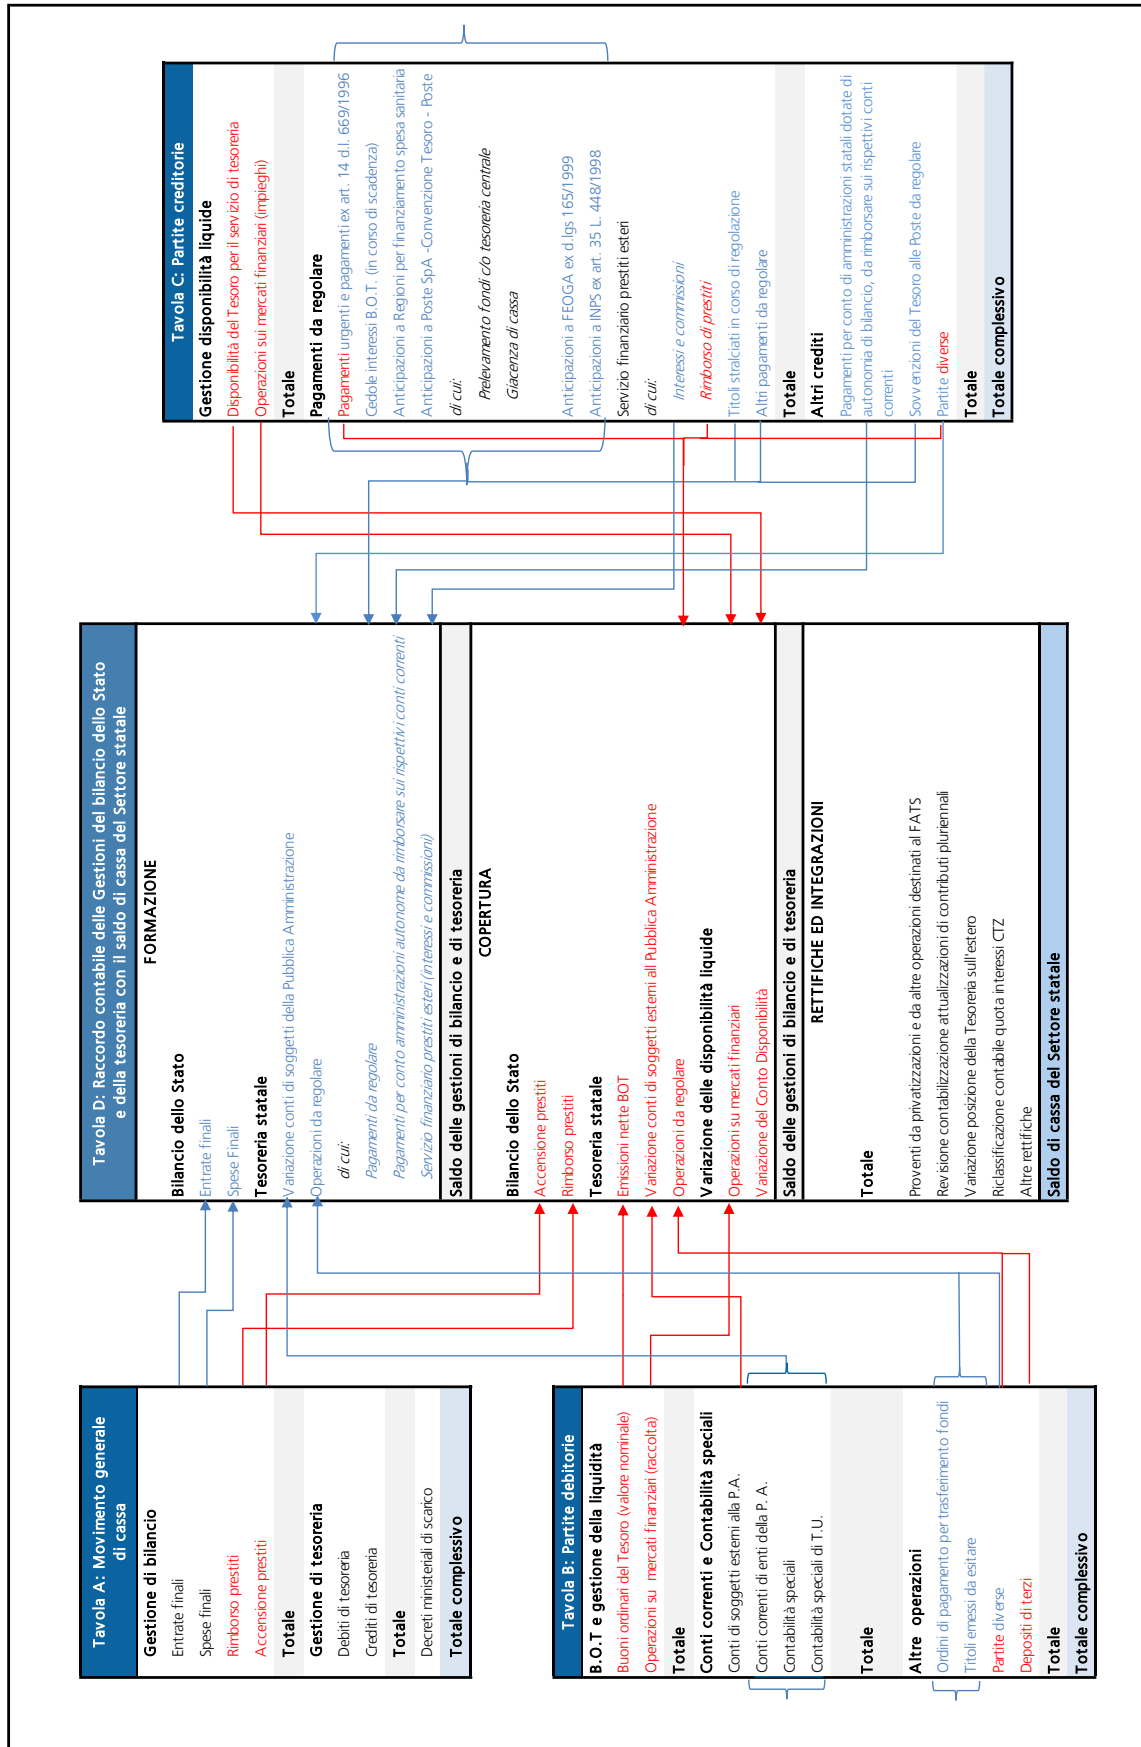 Tavola A: Movimento generale
di cassa
Gestione di bilancio
Entrate finali
Spese finali
Rimborso prestiti
Accensione prestiti
Totale
Gestione di tesoreria
Debiti di tesoreria
Crediti di tesoreria
Totale
Decreti ministeriali di scarico
Totale complessivo
Tavola B: Partite debitorie
B.O.T e gestione della liquidità
Buoni ordinari del Tesoro (valore nominale)
Operazioni su mercati finanziari (raccolta)
Totale
Conti correnti e Contabilità speciali
Conti di soggetti esterni alla P.A.
Conti correnti di enti della P. A.
Contabilità speciali
Contabilità speciali di T.U.
Totale
Altre operazioni
Ordini di pagamento per trasferimento fondi
Titoli emessi da esitare
Partite diverse
Depositi di terzi
Totale
Totale complessivo
Tavola D: Raccordo contabile delle Gestioni del bilancio dello Stato
e della tesoreria con il saldo di cassa del Settore statale
FORMAZIONE
Bilancio dello Stato
Entrate finali
Spese Finali
Tesoreria statale
Variazione conti di soggetti della Pubblica Amministrazione
Operazioni da regolare
di cui:
Pagamenti da regolare
Pagamenti per conto amministrazioni autonome da rimborsare sui rispettivi conti correnti
Servizio finanziario prestiti esteri (interessi e commissioni)
Saldo delle gestioni di bilancio e di tesoreria
COPERTURA
Bilancio dello Stato
Accensione prestiti
Rimborso prestiti
Tesoreria statale
Emissioni nette BOT
Variazione conti di soggetti esterni all Pubblica Amministrazione
Operazioni da regolare
Variazione delle disponibilità liquide
Operazioni su mercati finanziari
Variazione del Conto Disponibilità
Saldo delle gestioni di bilancio e di tesoreria
RETTIFICHE ED INTEGRAZIONI
Totale
Proventi da privatizzazioni e da altre operazioni destinati al FATS
Revisione contabilizzazione attualizzazioni di contributi pluriennali
Variazione posizione della Tesoreria sull'estero
Riclassificazione contabile quota interessi CTZ
Altre rettifiche
Saldo di cassa del Settore statale
Tavola C: Partite creditorie
Gestione disponibilità liquide
Disponibilità del Tesoro per il servizio di tesoreria
Operazioni sui mercati finanziari (impieghi)
Totale
Pagamenti da regolare
Pagamenti urgenti e pagamenti ex art. 14 d.l. 669/1996
Cedole interessi B.O.T. (in corso di scadenza)
Anticipazioni a Regioni per finanziamento spesa sanitaria
Anticipazioni a Poste SpA -Convenzione Tesoro - Poste
di cui:
Prelevamento fondi c/o tesoreria centrale
Giacenza di cassa
Anticipazioni a FEOGA ex d.lgs 165/1999
Anticipazioni a INPS ex art. 35 L. 448/1998
Servizio finanziario prestiti esteri
di cui:
Interessi e commissioni
Rimborso di prestiti
Titoli stralciati in corso di regolazione
Altri pagamenti da regolare
Totale
Altri crediti
Pagamenti per conto di amministrazioni statali dotate di
autonomia di bilancio, da rimborsare sui rispettivi conti
correnti
Sovvenzioni del Tesoro alle Poste da regolare
Partite diverse
Totale
Totale complessivo